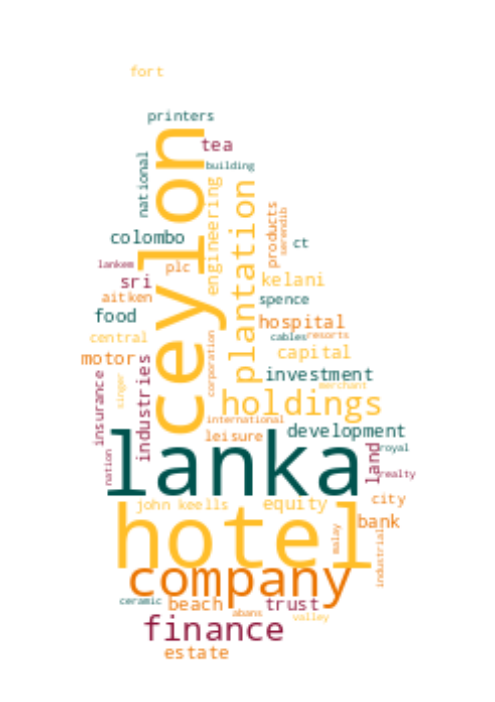 fort
printers
tea
building
national
ceylon
engineering
plantation
products
serendib
colombo
ct
lankem
plc
sri
kelani
aitken
spence
food
hospital
central
cables
resorts
corporation
motor
capital
industries
investment
insurance
singer
merchant
holdings
international
leisure
development
lanka
land
royal
nation
realty
john keells
equity
city
hotel
bank
malay
industrial
company
ceramic
beach
trust
abans
valley
finance
estate